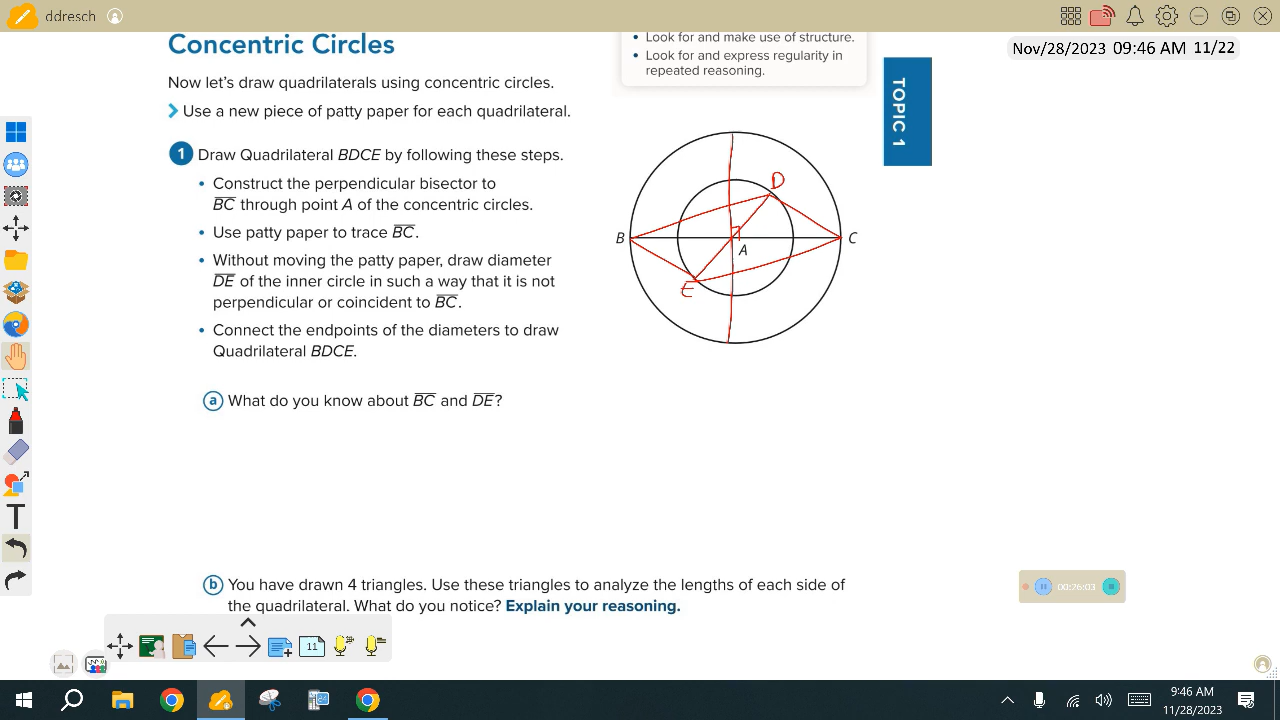 ddresch
Concentric Circles
• Look for and make use of structure.
• Look for and express regularity in
repeated reasoning.
Nov/28/2023 09:46 AM 11/22
TOPIC 1
Now let's draw quadrilaterals using concentric circles.
Use a new piece of patty paper for each quadrilateral.
1 Draw Quadrilateral BDCE by following these steps.
• Construct the perpendicular bisector to
BC through point A of the concentric circles.
• Use patty paper to trace BC.
• Without moving the patty paper, draw diameter
DE of the inner circle in such a way that it is not
perpendicular or coincident to BC.
• Connect the endpoints of the diameters to draw
Quadrilateral BDCE.
D
B
C
A
E
a What do you know about BC and DE?
b You have drawn 4 triangles. Use these triangles to analyze the lengths of each side of
the quadrilateral. What do you notice? Explain your reasoning.
00:26:03
T
11
9:46 AM
11/28/2023